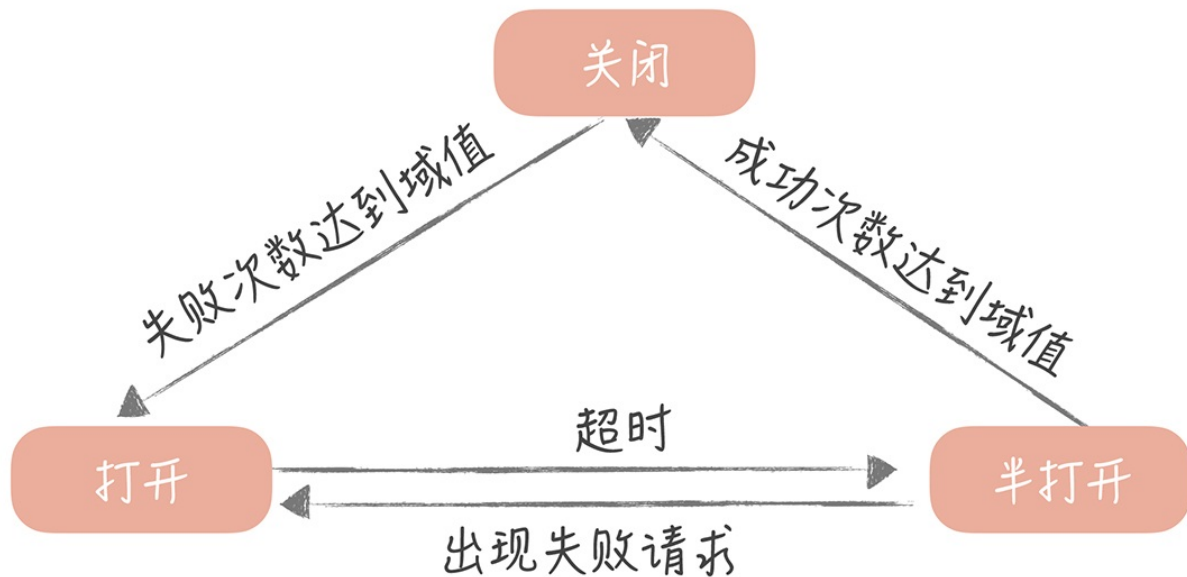 关闭
失败次数达到域值
成功次数达到域值
打开
超时
半打开
出现失败请求